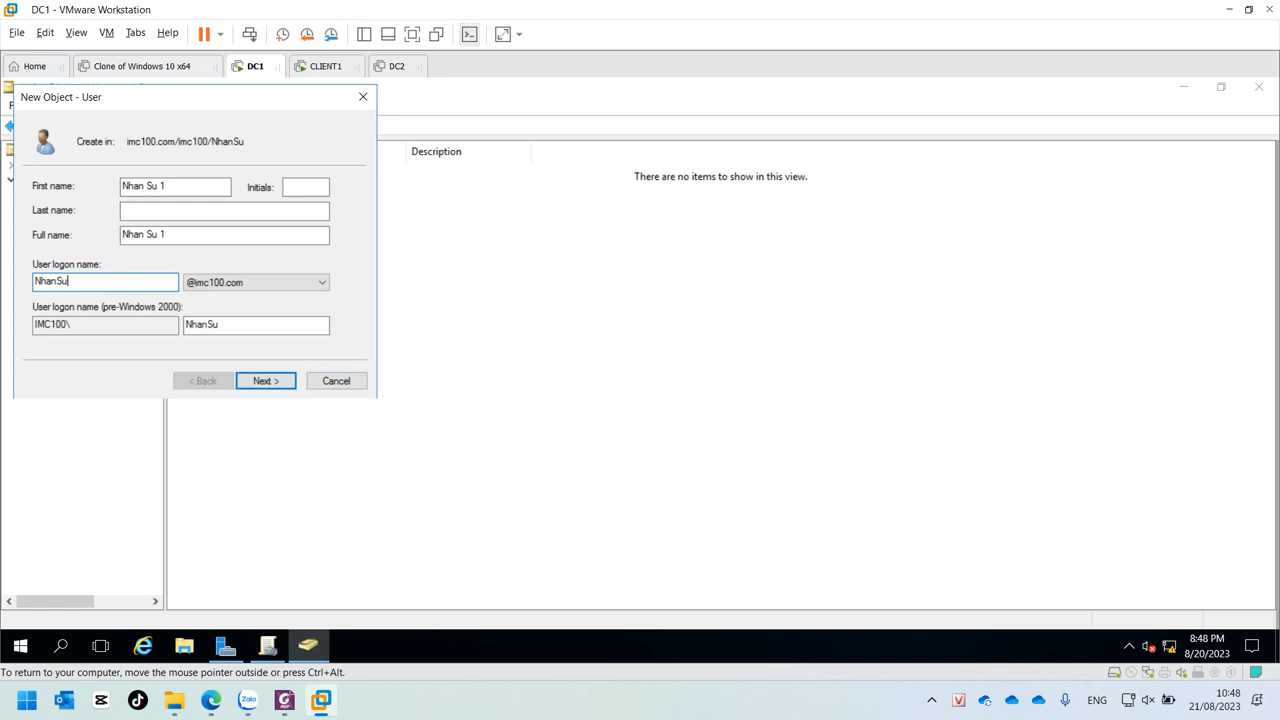 DC1 - VMware Workstation
File Edit View VM Tabs Help
Home Clone of Windows 10 x64 DC1 CLIENT1 DC2
New Object - User
Create in: imc100.com/imc100/NhanSu
Description
There are no items to show in this view.
First name: Nhan Su 1 Initials:
Last name:
Full name: Nhan Su 1
User logon name:
NhanSu @imc100.com
User logon name (pre-Windows 2000):
IMC100\ NhanSu
< Back Next > Cancel
8:48 PM
8/20/2023
To return to your computer, move the mouse pointer outside or press Ctrl+Alt.
Zalo
PDF
ENG
10:48
21/08/2023